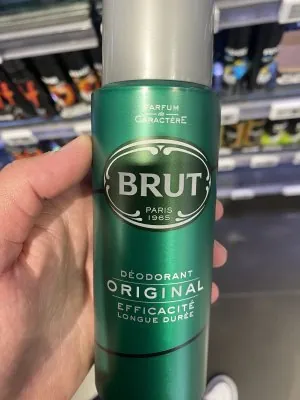 PARFUM
de
CARACTÈRE
BRUT
PARIS
1965
DÉODORANT
ORIGINAL
EFFICACITÉ
LONGUE DURÉE